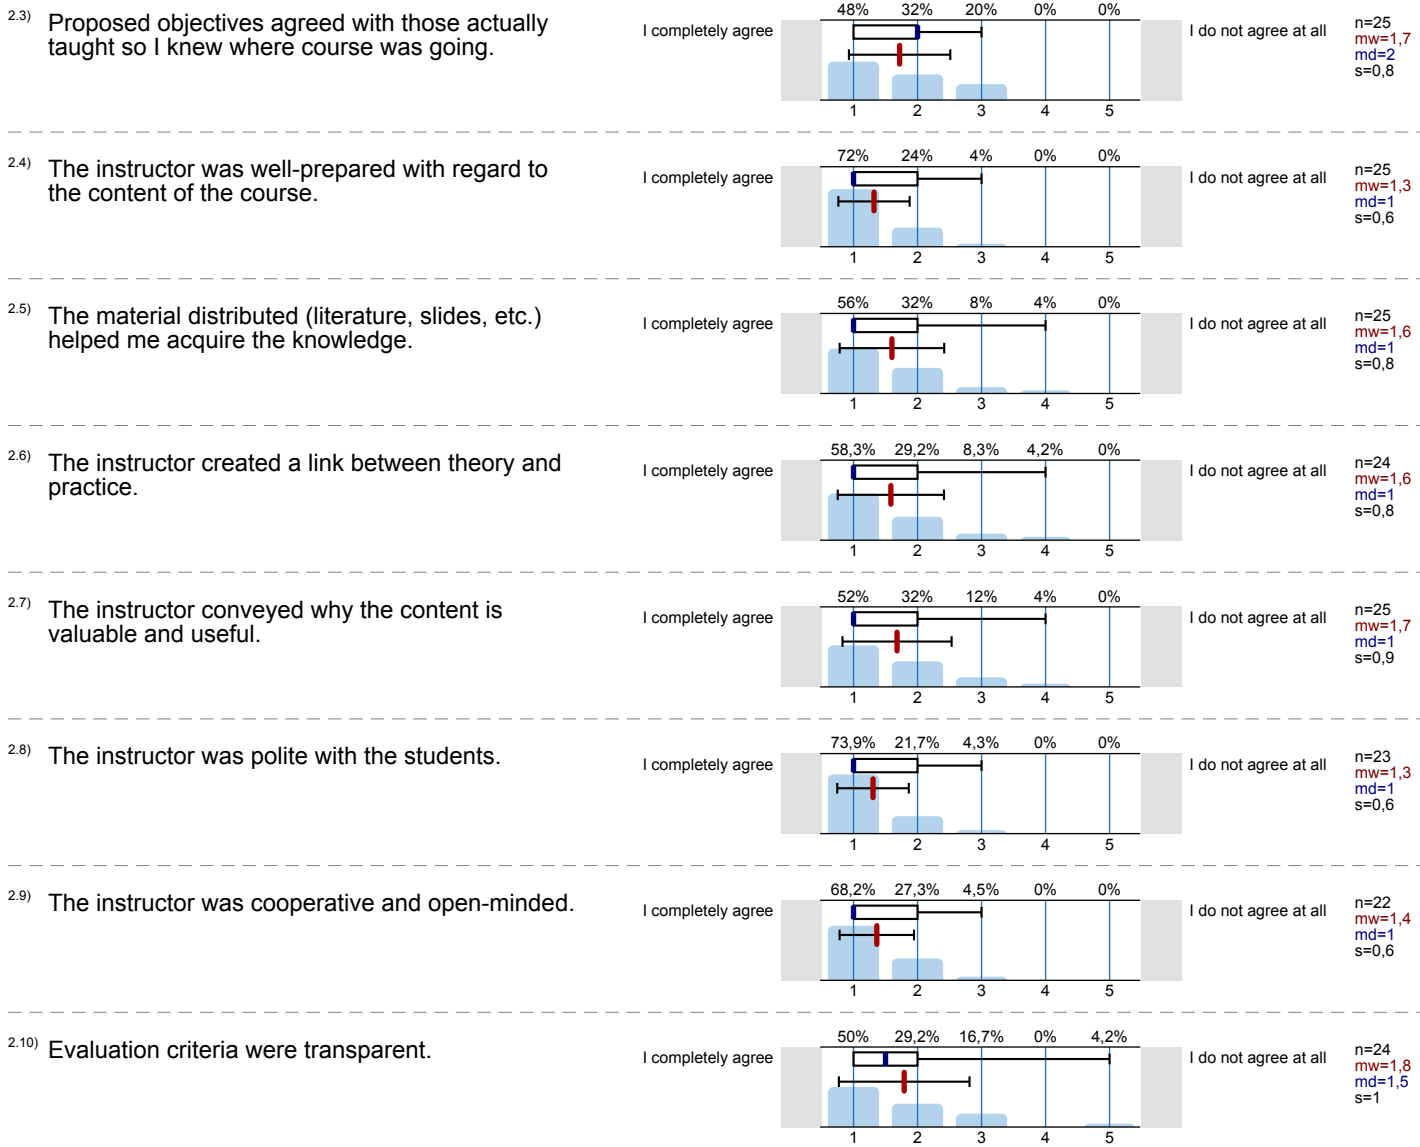 2.3) Proposed objectives agreed with those actually
taught so I knew where course was going.
I completely agree
48% 32% 20% 0% 0%
1 2 3 4 5
I do not agree at all
n=25
mw=1,7
md=2
s=0,8
2.4) The instructor was well-prepared with regard to
the content of the course.
I completely agree
72% 24% 4% 0% 0%
1 2 3 4 5
I do not agree at all
n=25
mw=1,3
md=1
s=0,6
2.5) The material distributed (literature, slides, etc.)
helped me acquire the knowledge.
I completely agree
56% 32% 8% 4% 0%
1 2 3 4 5
I do not agree at all
n=25
mw=1,6
md=1
s=0,8
2.6) The instructor created a link between theory and
practice.
I completely agree
58,3% 29,2% 8,3% 4,2% 0%
1 2 3 4 5
I do not agree at all
n=24
mw=1,6
md=1
s=0,8
2.7) The instructor conveyed why the content is
valuable and useful.
I completely agree
52% 32% 12% 4% 0%
1 2 3 4 5
I do not agree at all
n=25
mw=1,7
md=1
s=0,9
2.8) The instructor was polite with the students.
I completely agree
73,9% 21,7% 4,3% 0% 0%
1 2 3 4 5
I do not agree at all
n=23
mw=1,3
md=1
s=0,6
2.9) The instructor was cooperative and open-minded.
I completely agree
68,2% 27,3% 4,5% 0% 0%
1 2 3 4 5
I do not agree at all
n=22
mw=1,4
md=1
s=0,6
2.10) Evaluation criteria were transparent.
I completely agree
50% 29,2% 16,7% 0% 4,2%
1 2 3 4 5
I do not agree at all
n=24
mw=1,8
md=1,5
s=1